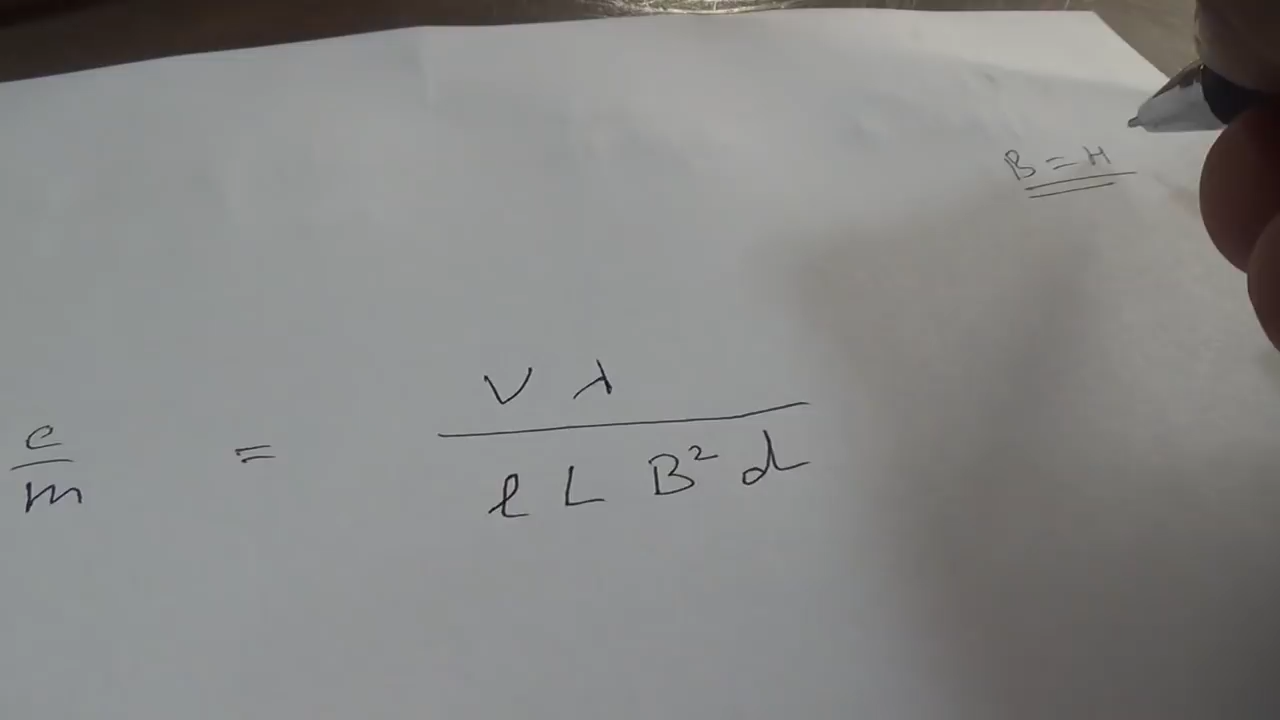 B = H
e/m = V λ / l L B² d